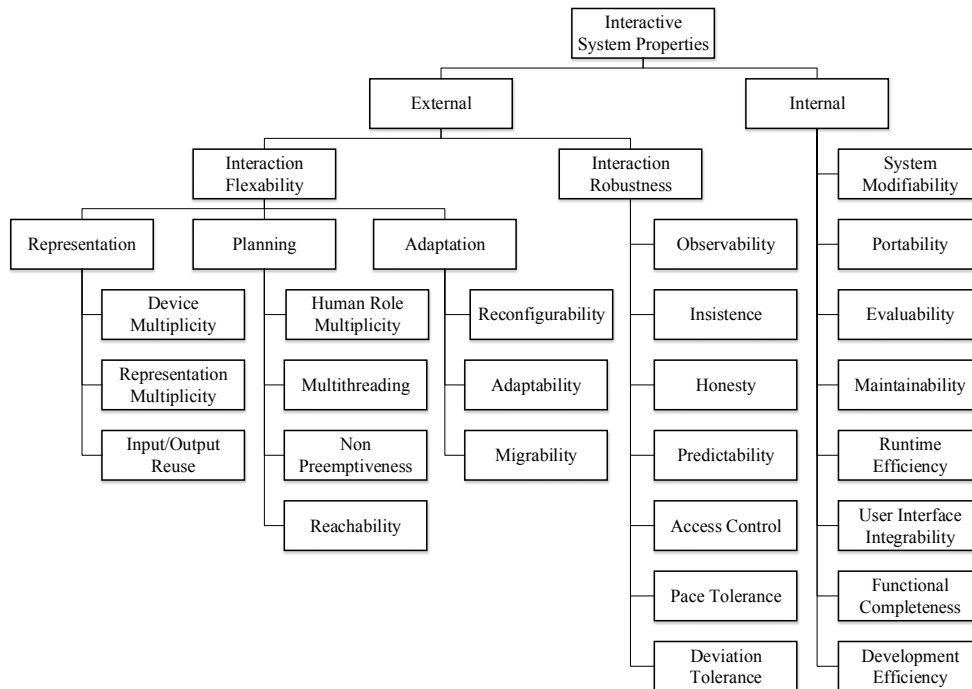 Interactive
System Properties
External
Internal
Interaction
Flexability
Interaction
Robustness
System
Modifiability
Representation
Planning
Adaptation
Observability
Portability
Device
Multiplicity
Human Role
Multiplicity
Reconfigurability
Insistence
Evaluability
Representation
Multiplicity
Multithreading
Adaptability
Honesty
Maintainability
Input/Output
Reuse
Non
Preemptiveness
Migrability
Predictability
Runtime
Efficiency
Reachability
Access Control
User Interface
Integrability
Pace Tolerance
Functional
Completeness
Deviation
Tolerance
Development
Efficiency